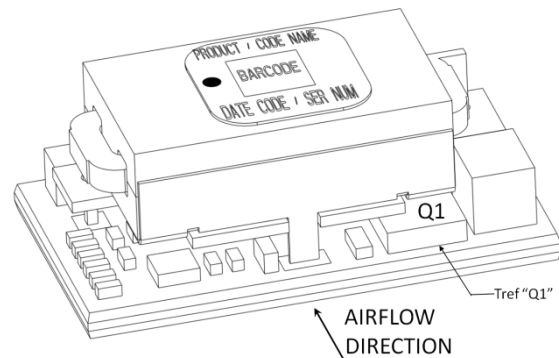 PRODUCT / CODE NAME
BARCODE
DATE CODE / SER NUM
Q1
Tref “Q1”
AIRFLOW
DIRECTION